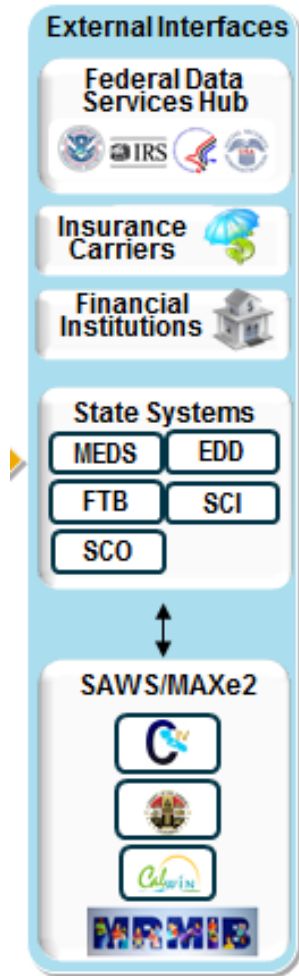 External Interfaces
Federal Data
Services Hub
IRS
Insurance
Carriers
Financial
Institutions
State Systems
MEDS EDD
FTB SCI
SCO
SAWS/MAXe2
C IV
CalWIN
MRMIB